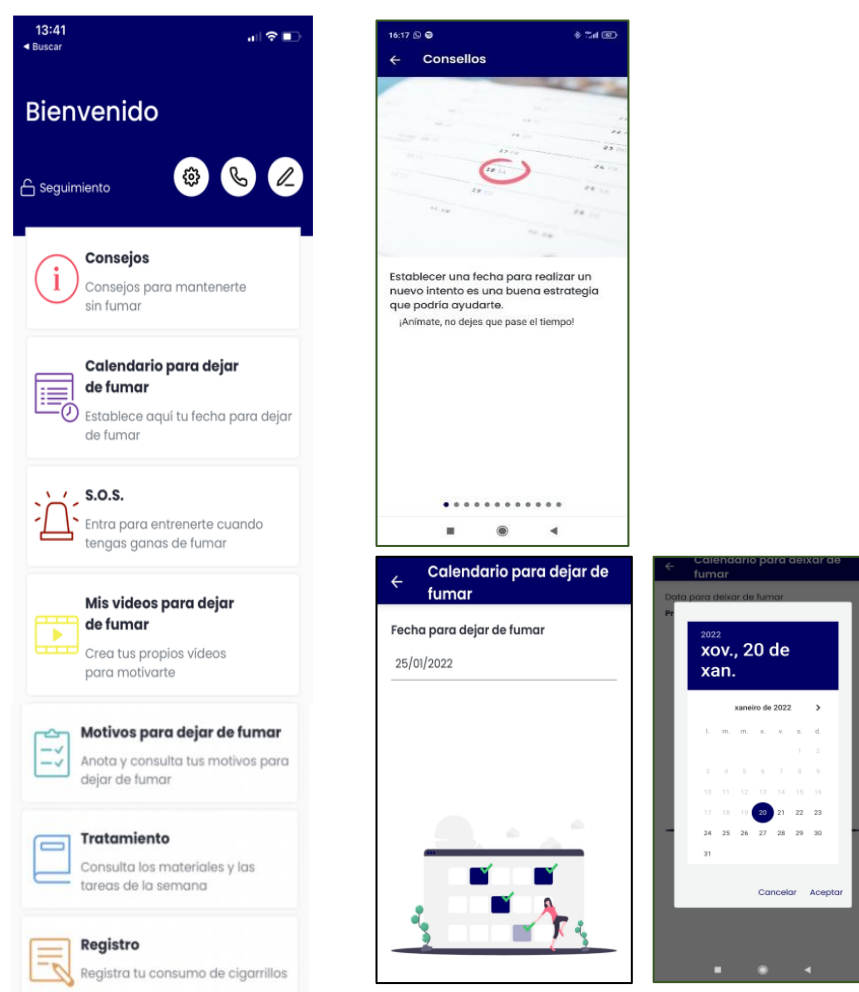 13:41
◄ Buscar
Bienvenido
Seguimiento
Consejos
Consejos para mantenerte
sin fumar
Calendario para dejar
de fumar
Establece aquí tu fecha para dejar
de fumar
S.O.S.
Entra para entrenerte cuando
tengas ganas de fumar
Mis videos para dejar
de fumar
Crea tus propios vídeos
para motivarte
Motivos para dejar de fumar
Anota y consulta tus motivos para
dejar de fumar
Tratamiento
Consulta los materiales y las
tareas de la semana
Registro
Registra tu consumo de cigarrillos
16:17
Consellos
Establecer una fecha para realizar un
nuevo intento es una buena estrategia
que podría ayudarte.
¡Anímate, no dejes que pase el tiempo!
Calendario para dejar de
fumar
Fecha para dejar de fumar
25/01/2022
Calendario para deixar de
fumar
Data para deixar de fumar
Pr
2022
xov., 20 de
xan.
xaneiro de 2022
l. m. m. x. v. s. d.
1 2
3 4 5 6 7 8 9
10 11 12 13 14 15 16
17 18 19 20 21 22 23
24 25 26 27 28 29 30
31
Cancelar Aceptar